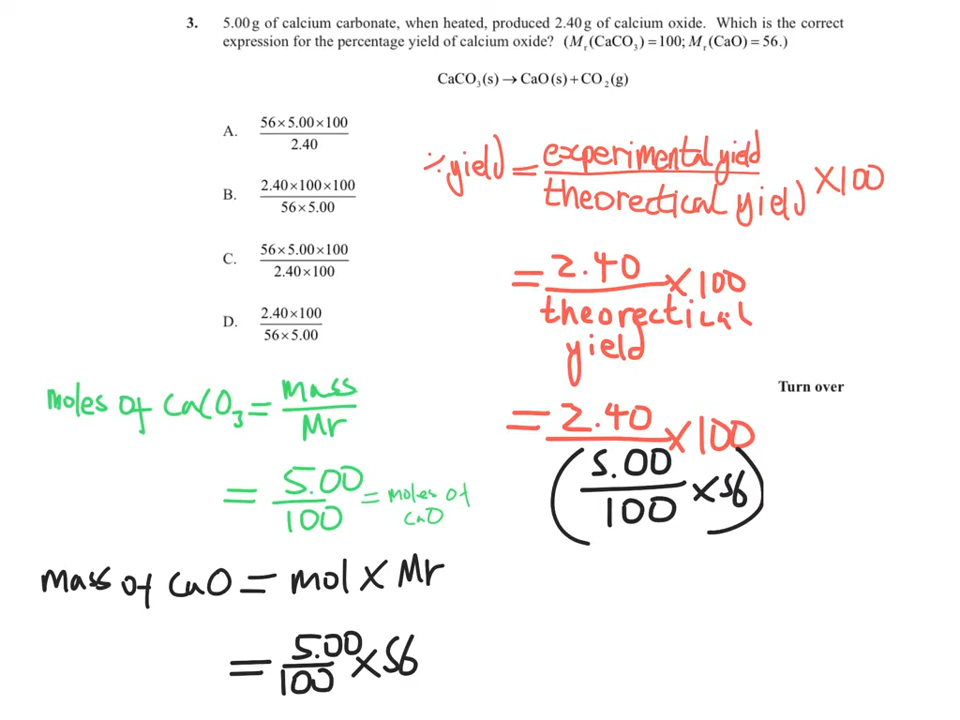 3. 5.00 g of calcium carbonate, when heated, produced 2.40 g of calcium oxide. Which is the correct
expression for the percentage yield of calcium oxide? (Mr(CaCO3) = 100; Mr(CaO) = 56.)
CaCO3(s) → CaO(s) + CO2(g)
A. 56×5.00×100
2.40
B. 2.40×100×100
56×5.00
C. 56×5.00×100
2.40×100
D. 2.40×100
56×5.00
% yield = experimental yield
theorectical yield × 100
= 2.40
theorectical × 100
yield
Turn over
= 2.40 × 100
( 5.00
100 × 56 )
Moles of CaCO3 = Mass
Mr
= 5.00
100 = moles of
CaO
Mass of CaO = mol × Mr
= 5.00
100 × 56